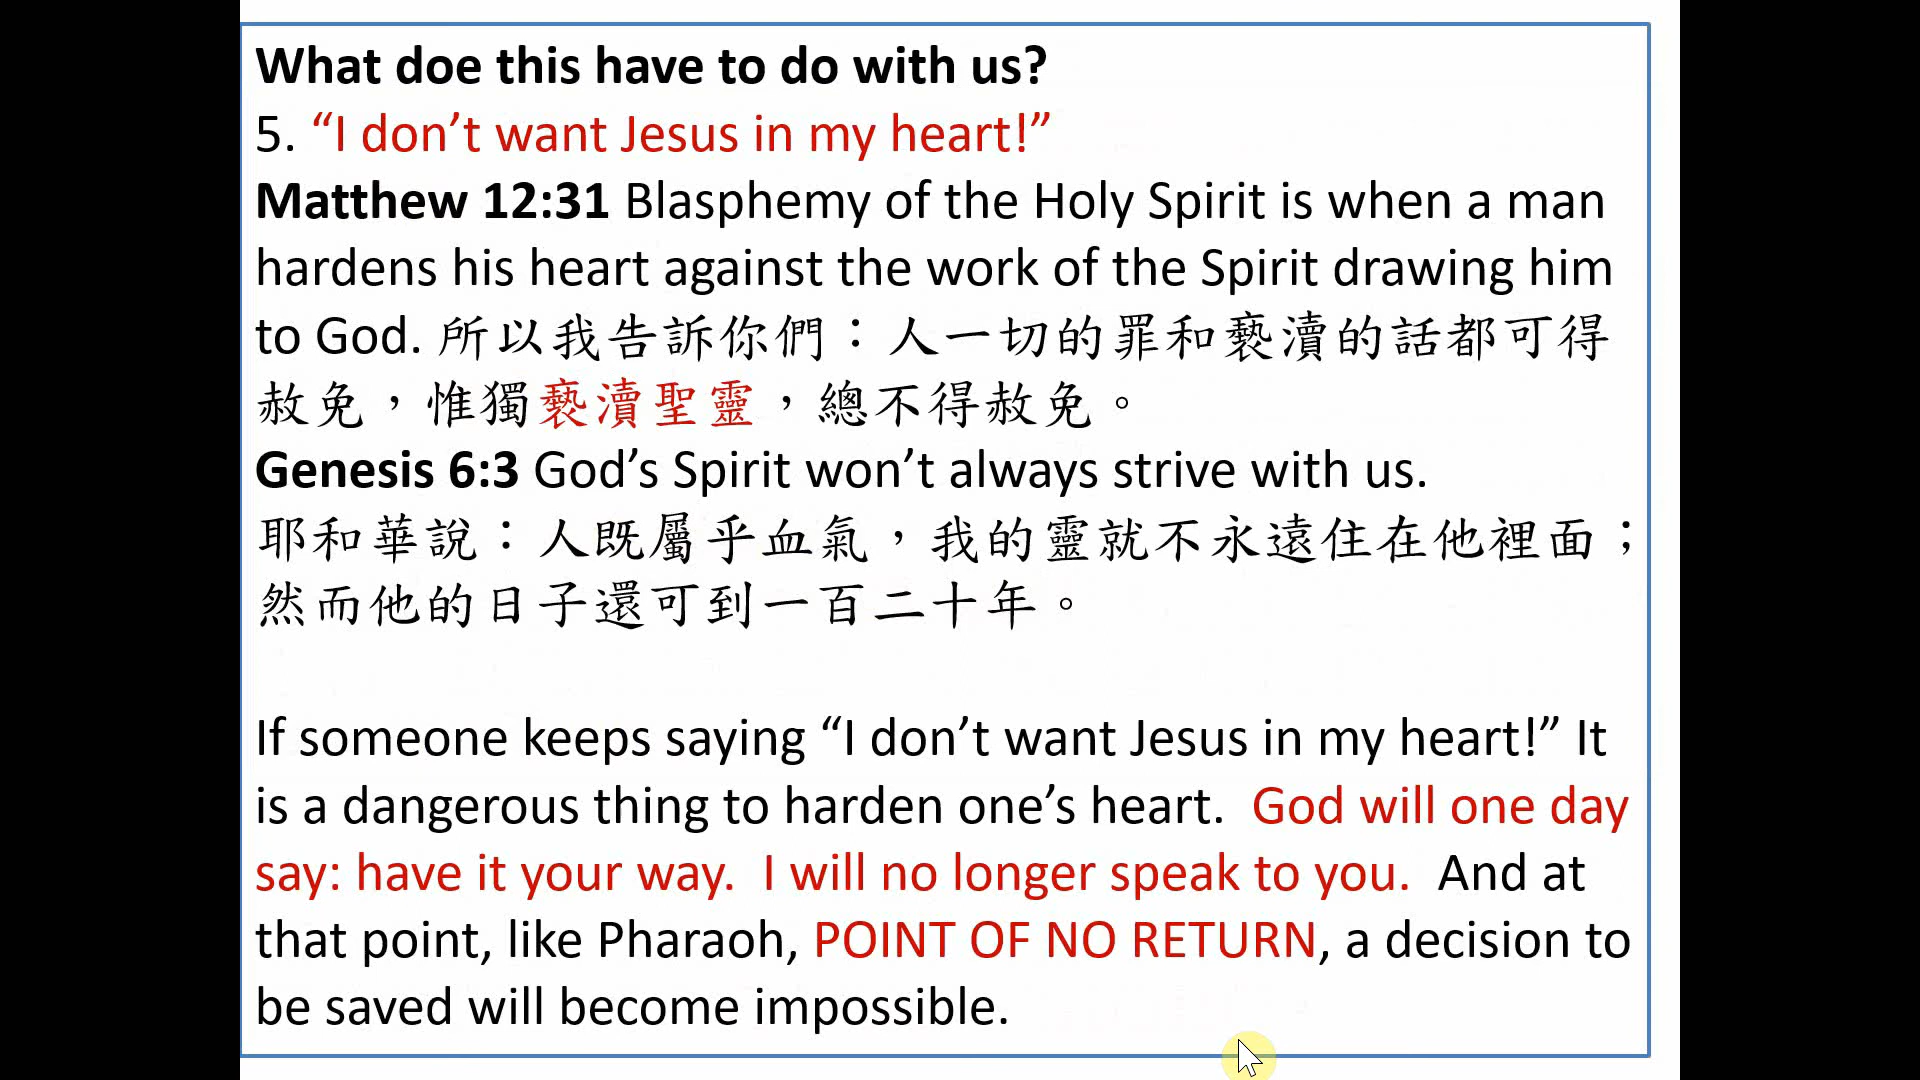 What doe this have to do with us?
5. “I don’t want Jesus in my heart!”
Matthew 12:31 Blasphemy of the Holy Spirit is when a man
hardens his heart against the work of the Spirit drawing him
to God. 所以我告訴你們：人一切的罪和褻瀆的話都可得
赦免，惟獨褻瀆聖靈，總不得赦免。
Genesis 6:3 God’s Spirit won’t always strive with us.
耶和華說：人既屬乎血氣，我的靈就不永遠住在他裡面；
然而他的日子還可到一百二十年。
If someone keeps saying “I don’t want Jesus in my heart!” It
is a dangerous thing to harden one’s heart.  God will one day
say: have it your way.  I will no longer speak to you.  And at
that point, like Pharaoh, POINT OF NO RETURN, a decision to
be saved will become impossible.